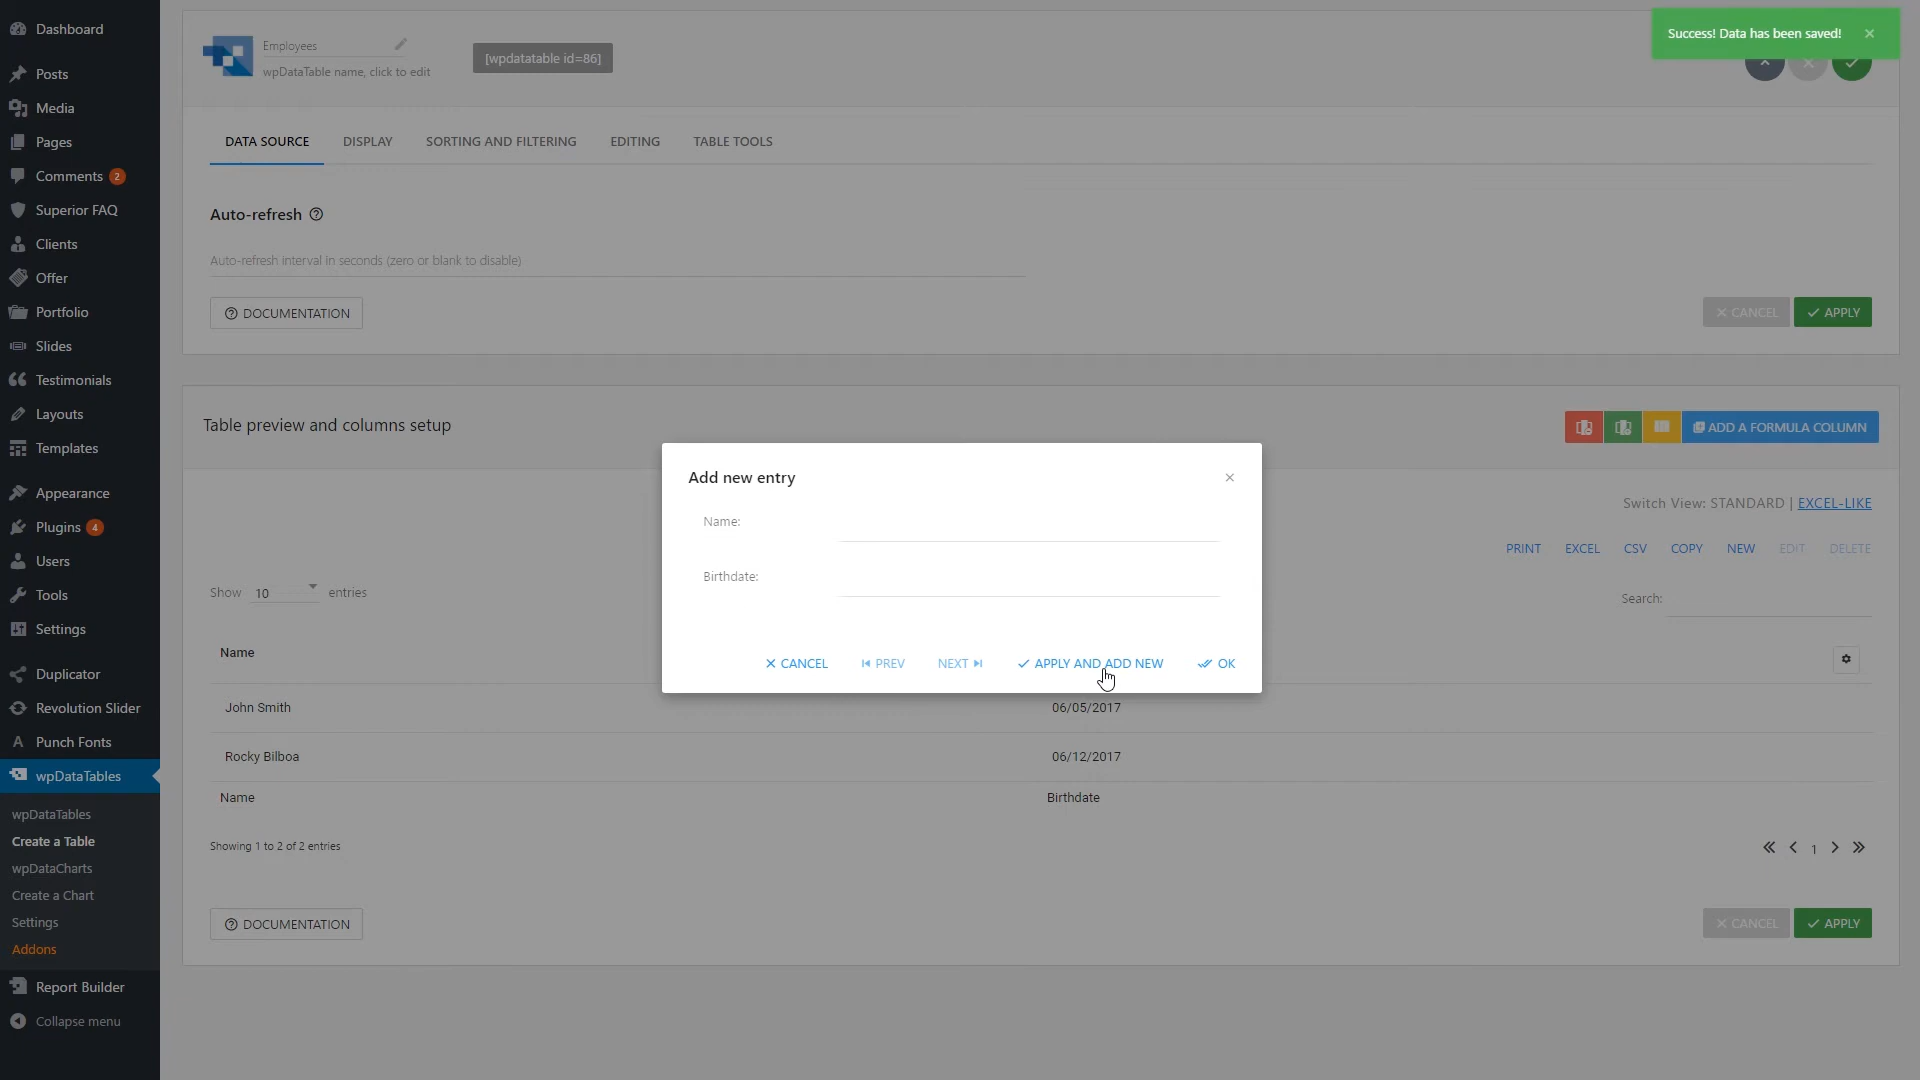 Dashboard
Posts
Media
Pages
Comments 2
Superior FAQ
Clients
Offer
Portfolio
Slides
Testimonials
Layouts
Templates
Appearance
Plugins 4
Users
Tools
Settings
Duplicator
Revolution Slider
Punch Fonts
wpDataTables
wpDataTables
Create a Table
wpDataCharts
Create a Chart
Settings
Addons
Report Builder
Collapse menu
Employees
wpDataTable name, click to edit
[wpdatatable id=86]
Success! Data has been saved!
DATA SOURCE DISPLAY SORTING AND FILTERING EDITING TABLE TOOLS
Auto-refresh
Auto-refresh interval in seconds (zero or blank to disable)
DOCUMENTATION CANCEL APPLY
Table preview and columns setup
ADD A FORMULA COLUMN
Switch View: STANDARD | EXCEL-LIKE
PRINT EXCEL CSV COPY NEW EDIT DELETE
Show 10 entries
Search:
Add new entry
Name:
Birthdate:
CANCEL PREV NEXT APPLY AND ADD NEW OK
Name
John Smith 06/05/2017
Rocky Bilboa 06/12/2017
Name Birthdate
Showing 1 to 2 of 2 entries
1
DOCUMENTATION CANCEL APPLY